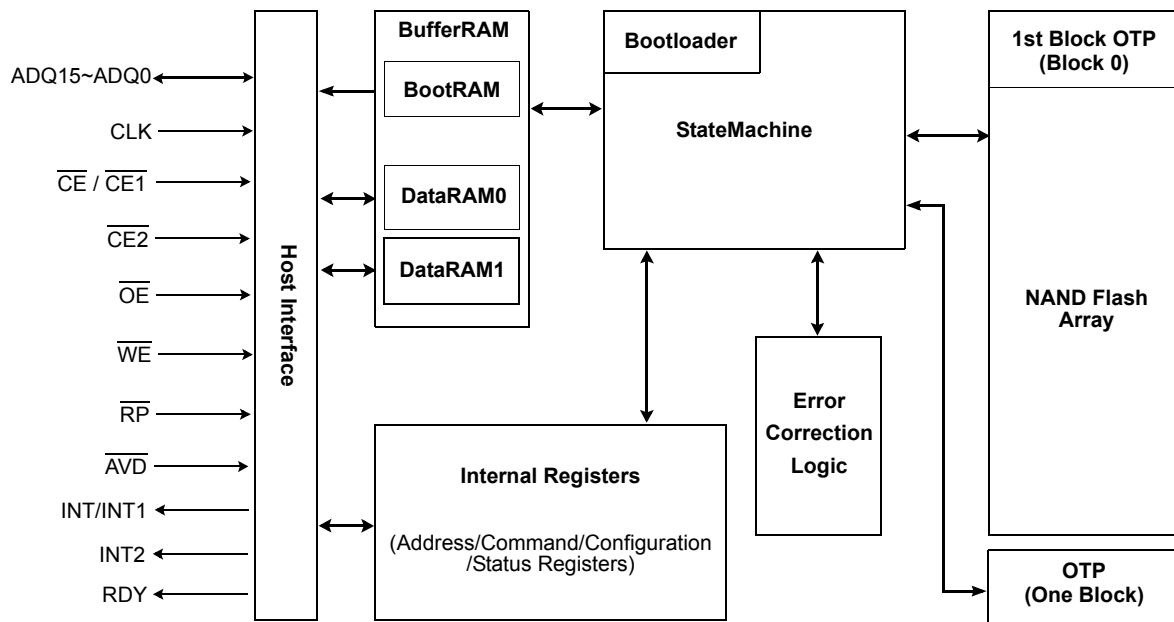 ADQ15~ADQ0
CLK
CE / CE1
CE2
OE
WE
RP
AVD
INT/INT1
INT2
RDY
Host Interface
BufferRAM
BootRAM
DataRAM0
DataRAM1
Internal Registers
(Address/Command/Configuration
/Status Registers)
Bootloader
StateMachine
Error
Correction
Logic
1st Block OTP
(Block 0)
NAND Flash
Array
OTP
(One Block)